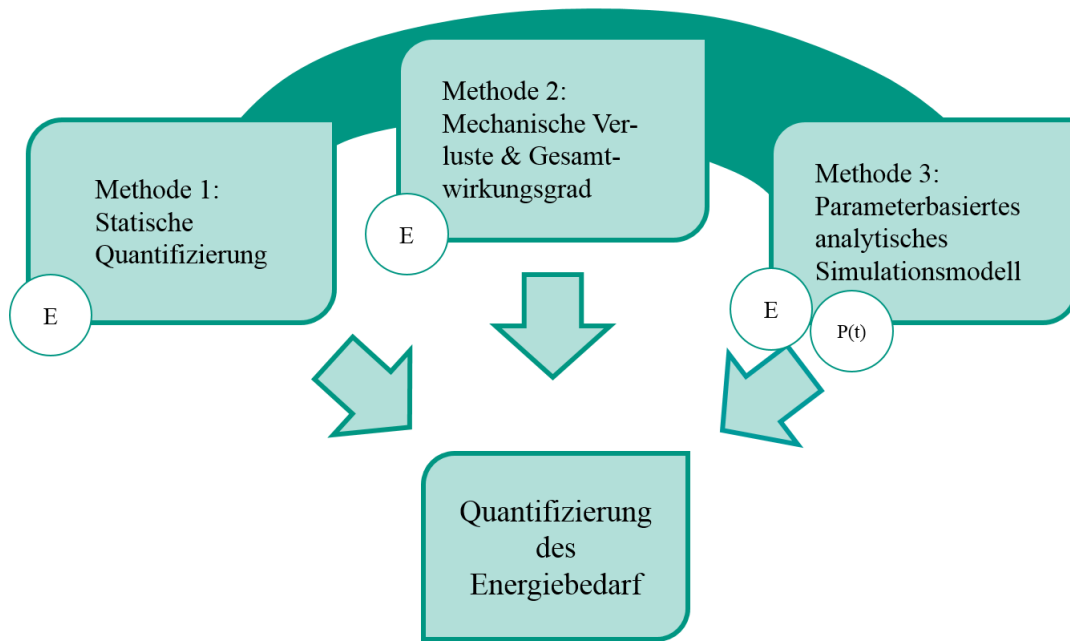 Methode 1:
Statische
Quantifizierung
E
Methode 2:
Mechanische Ver-
luste & Gesamt-
wirkungsgrad
E
Methode 3:
Parameterbasiertes
analytisches
Simulationsmodell
E
P(t)
Quantifizierung
des
Energiebedarf